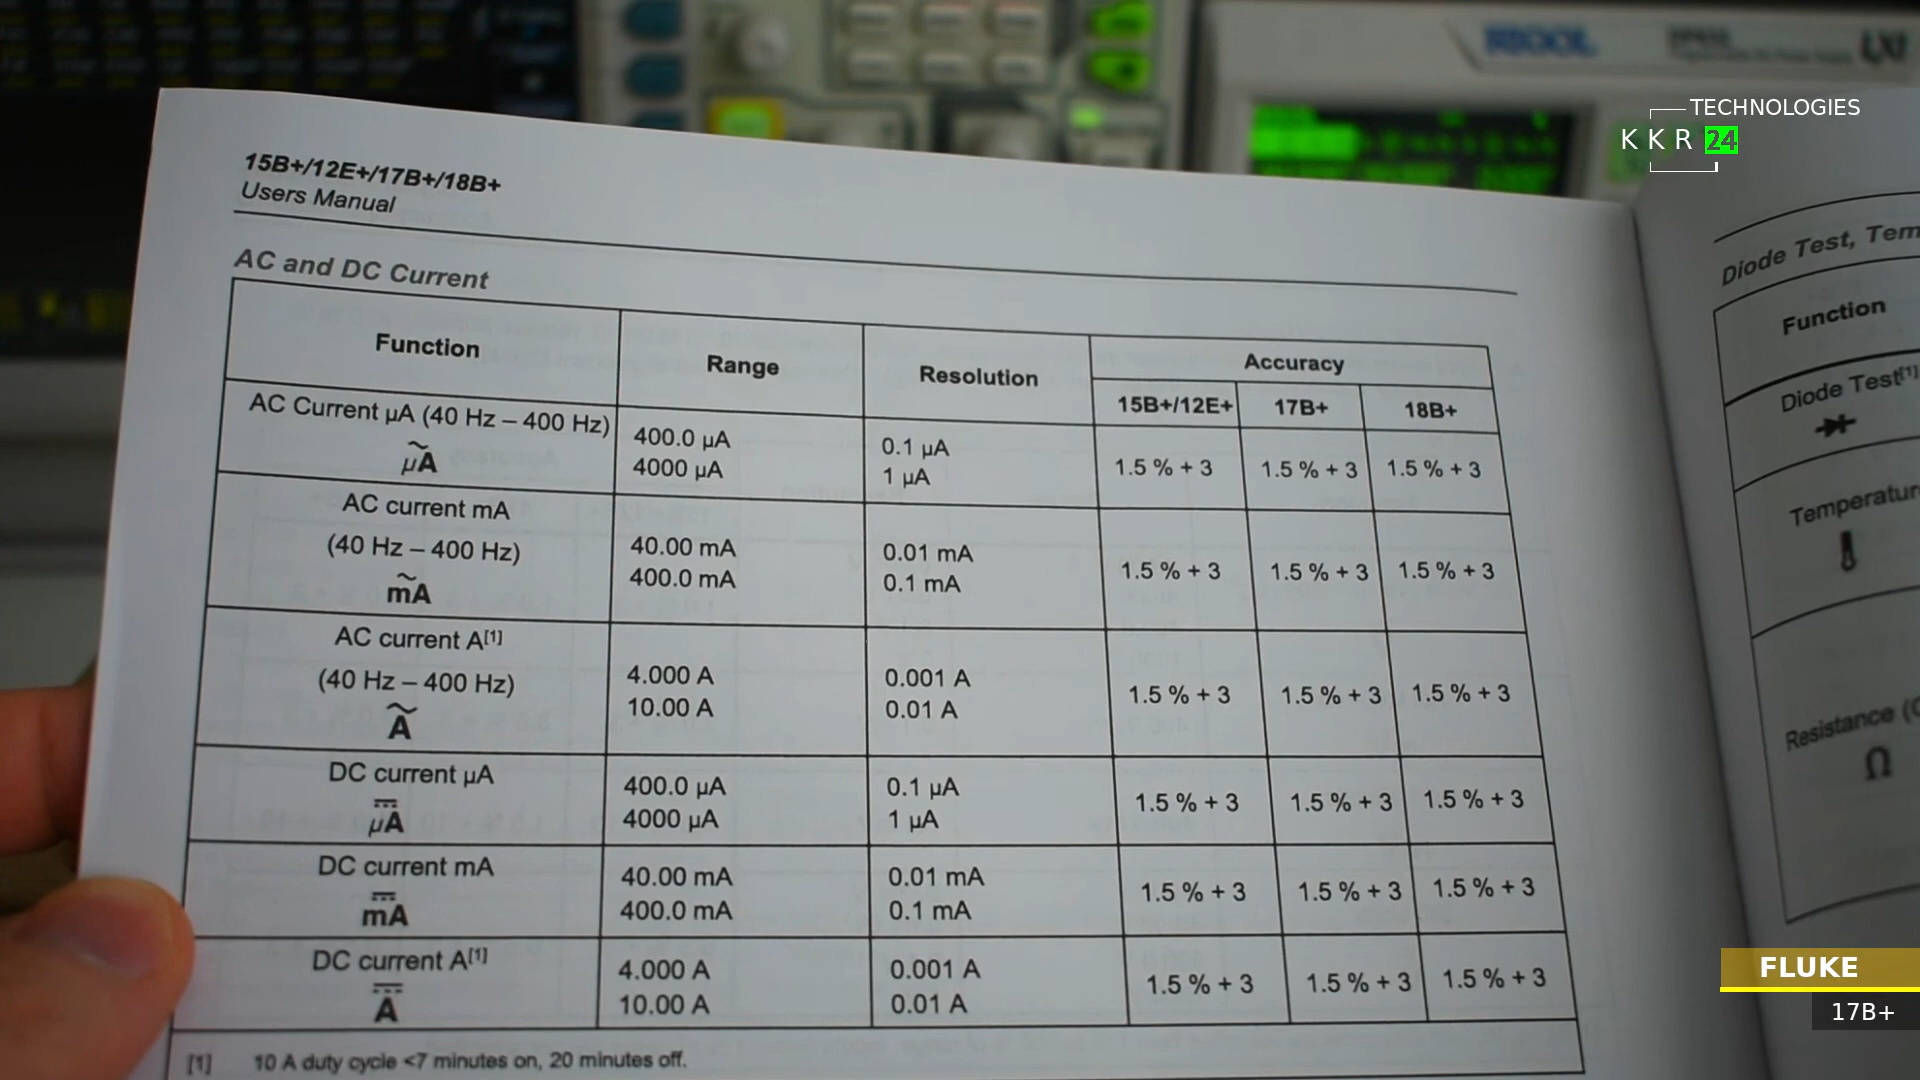 RIGOL
LXI
TECHNOLOGIES
KKR 24
15B+/12E+/17B+/18B+
Users Manual
AC and DC Current
Function Range Resolution Accuracy
15B+/12E+ 17B+ 18B+
AC Current µA (40 Hz – 400 Hz)
µA
400.0 µA 0.1 µA
4000 µA 1 µA
1.5 % + 3 1.5 % + 3 1.5 % + 3
AC current mA
(40 Hz – 400 Hz)
mA
40.00 mA 0.01 mA
400.0 mA 0.1 mA
1.5 % + 3 1.5 % + 3 1.5 % + 3
AC current A[1]
(40 Hz – 400 Hz)
A
4.000 A 0.001 A
10.00 A 0.01 A
1.5 % + 3 1.5 % + 3 1.5 % + 3
DC current µA
µA
400.0 µA 0.1 µA
4000 µA 1 µA
1.5 % + 3 1.5 % + 3 1.5 % + 3
DC current mA
mA
40.00 mA 0.01 mA
400.0 mA 0.1 mA
1.5 % + 3 1.5 % + 3 1.5 % + 3
DC current A[1]
A
4.000 A 0.001 A
10.00 A 0.01 A
1.5 % + 3 1.5 % + 3 1.5 % + 3
[1] 10 A duty cycle <7 minutes on, 20 minutes off.
Diode Test, Tem
Function
Diode Test[1]
Temperatur
Resistance (
Ω
FLUKE
17B+